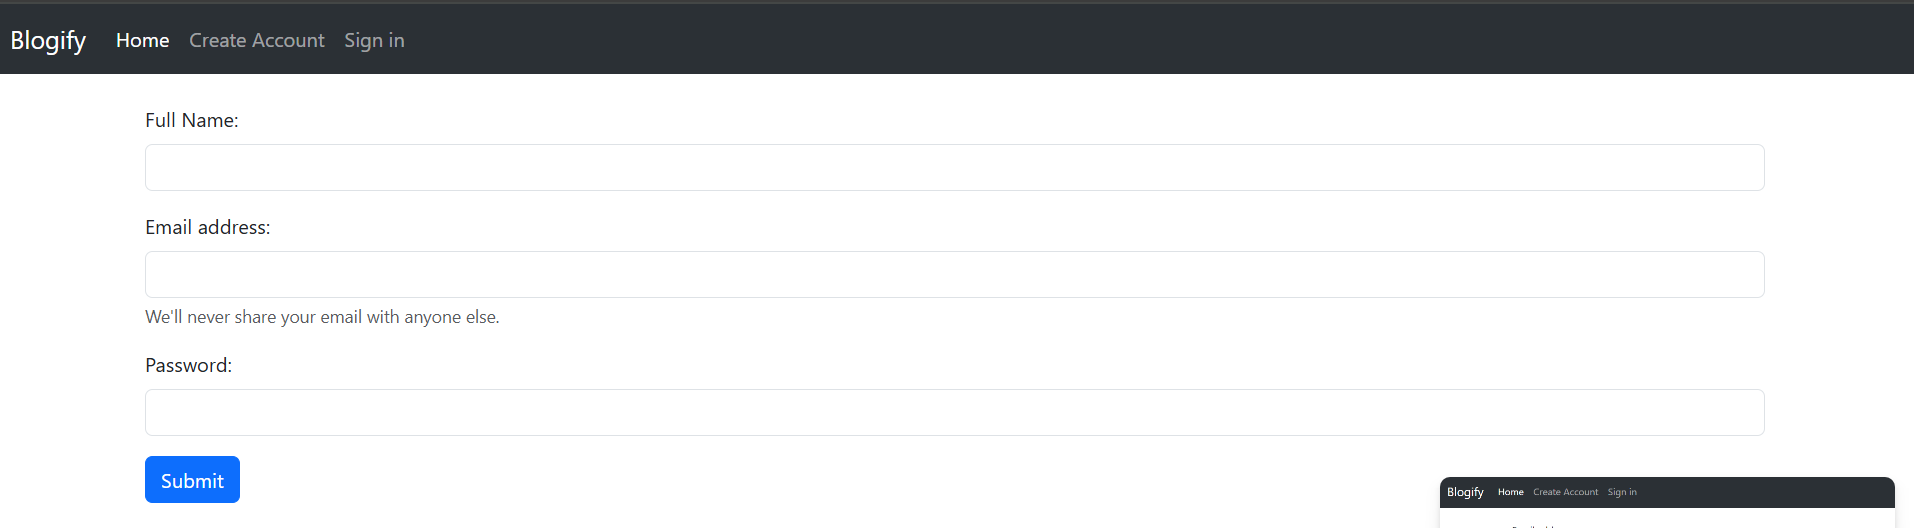 Blogify Home Create Account Sign in
Full Name:
Email address:
We'll never share your email with anyone else.
Password:
Submit
Blogify Home Create Account Sign in